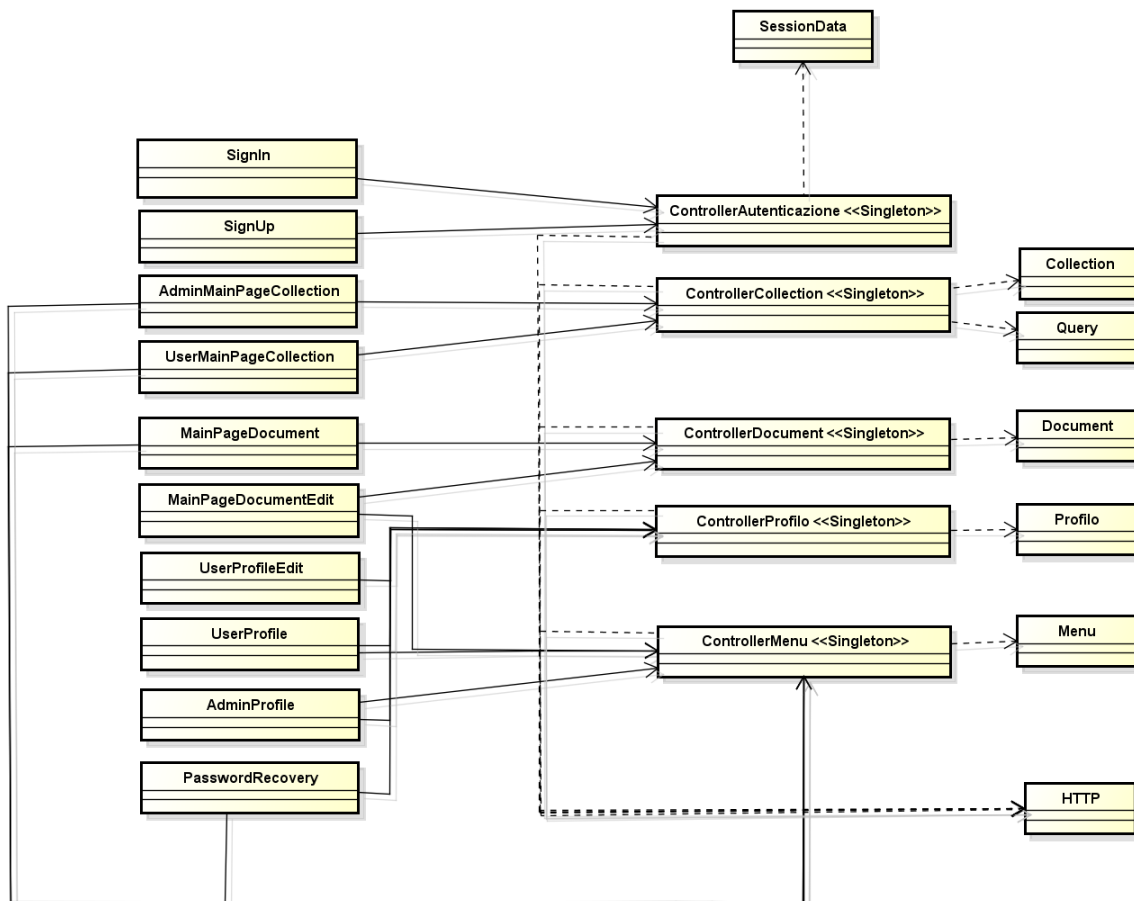 SessionData
SignIn
SignUp
AdminMainPageCollection
UserMainPageCollection
MainPageDocument
MainPageDocumentEdit
UserProfileEdit
UserProfile
AdminProfile
PasswordRecovery
ControllerAutenticazione <<Singleton>>
ControllerCollection <<Singleton>>
ControllerDocument <<Singleton>>
ControllerProfilo <<Singleton>>
ControllerMenu <<Singleton>>
Collection
Query
Document
Profilo
Menu
HTTP